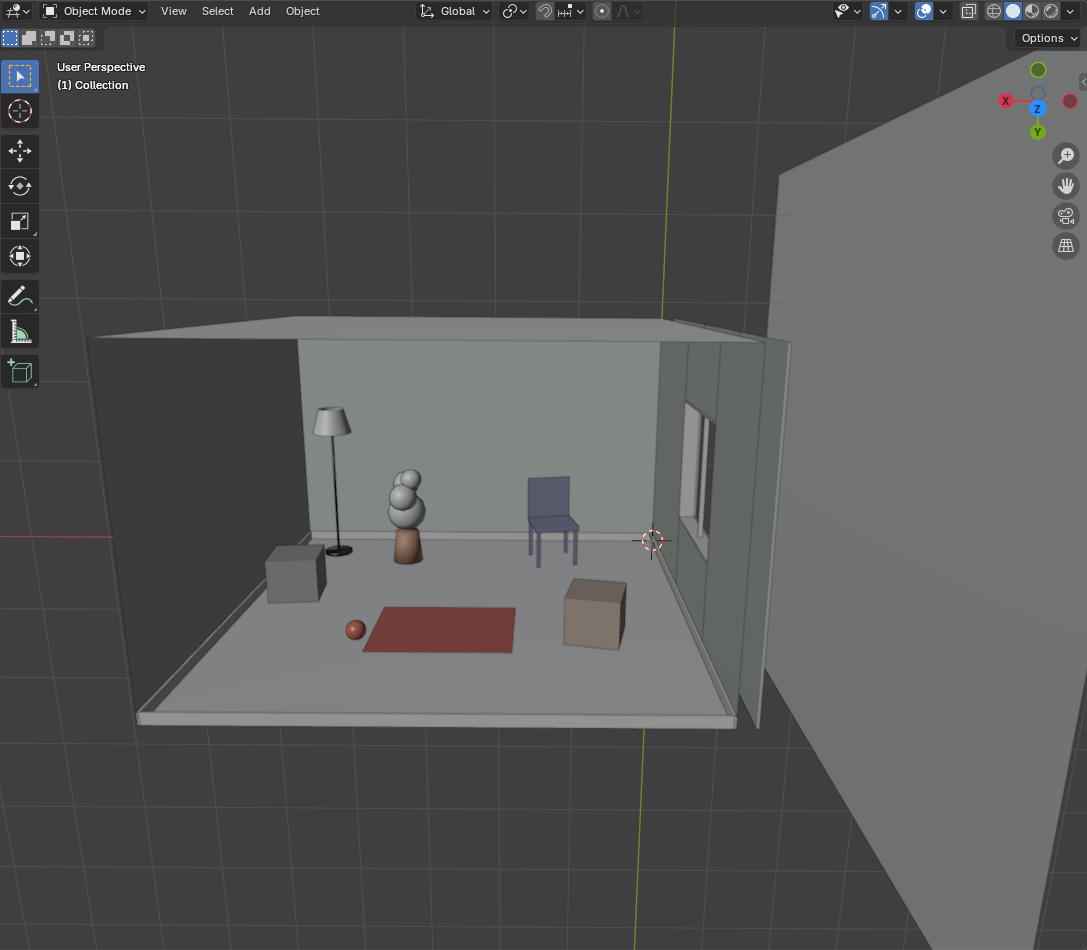 Object Mode View Select Add Object Global
Options
User Perspective
(1) Collection
X
Z
Y